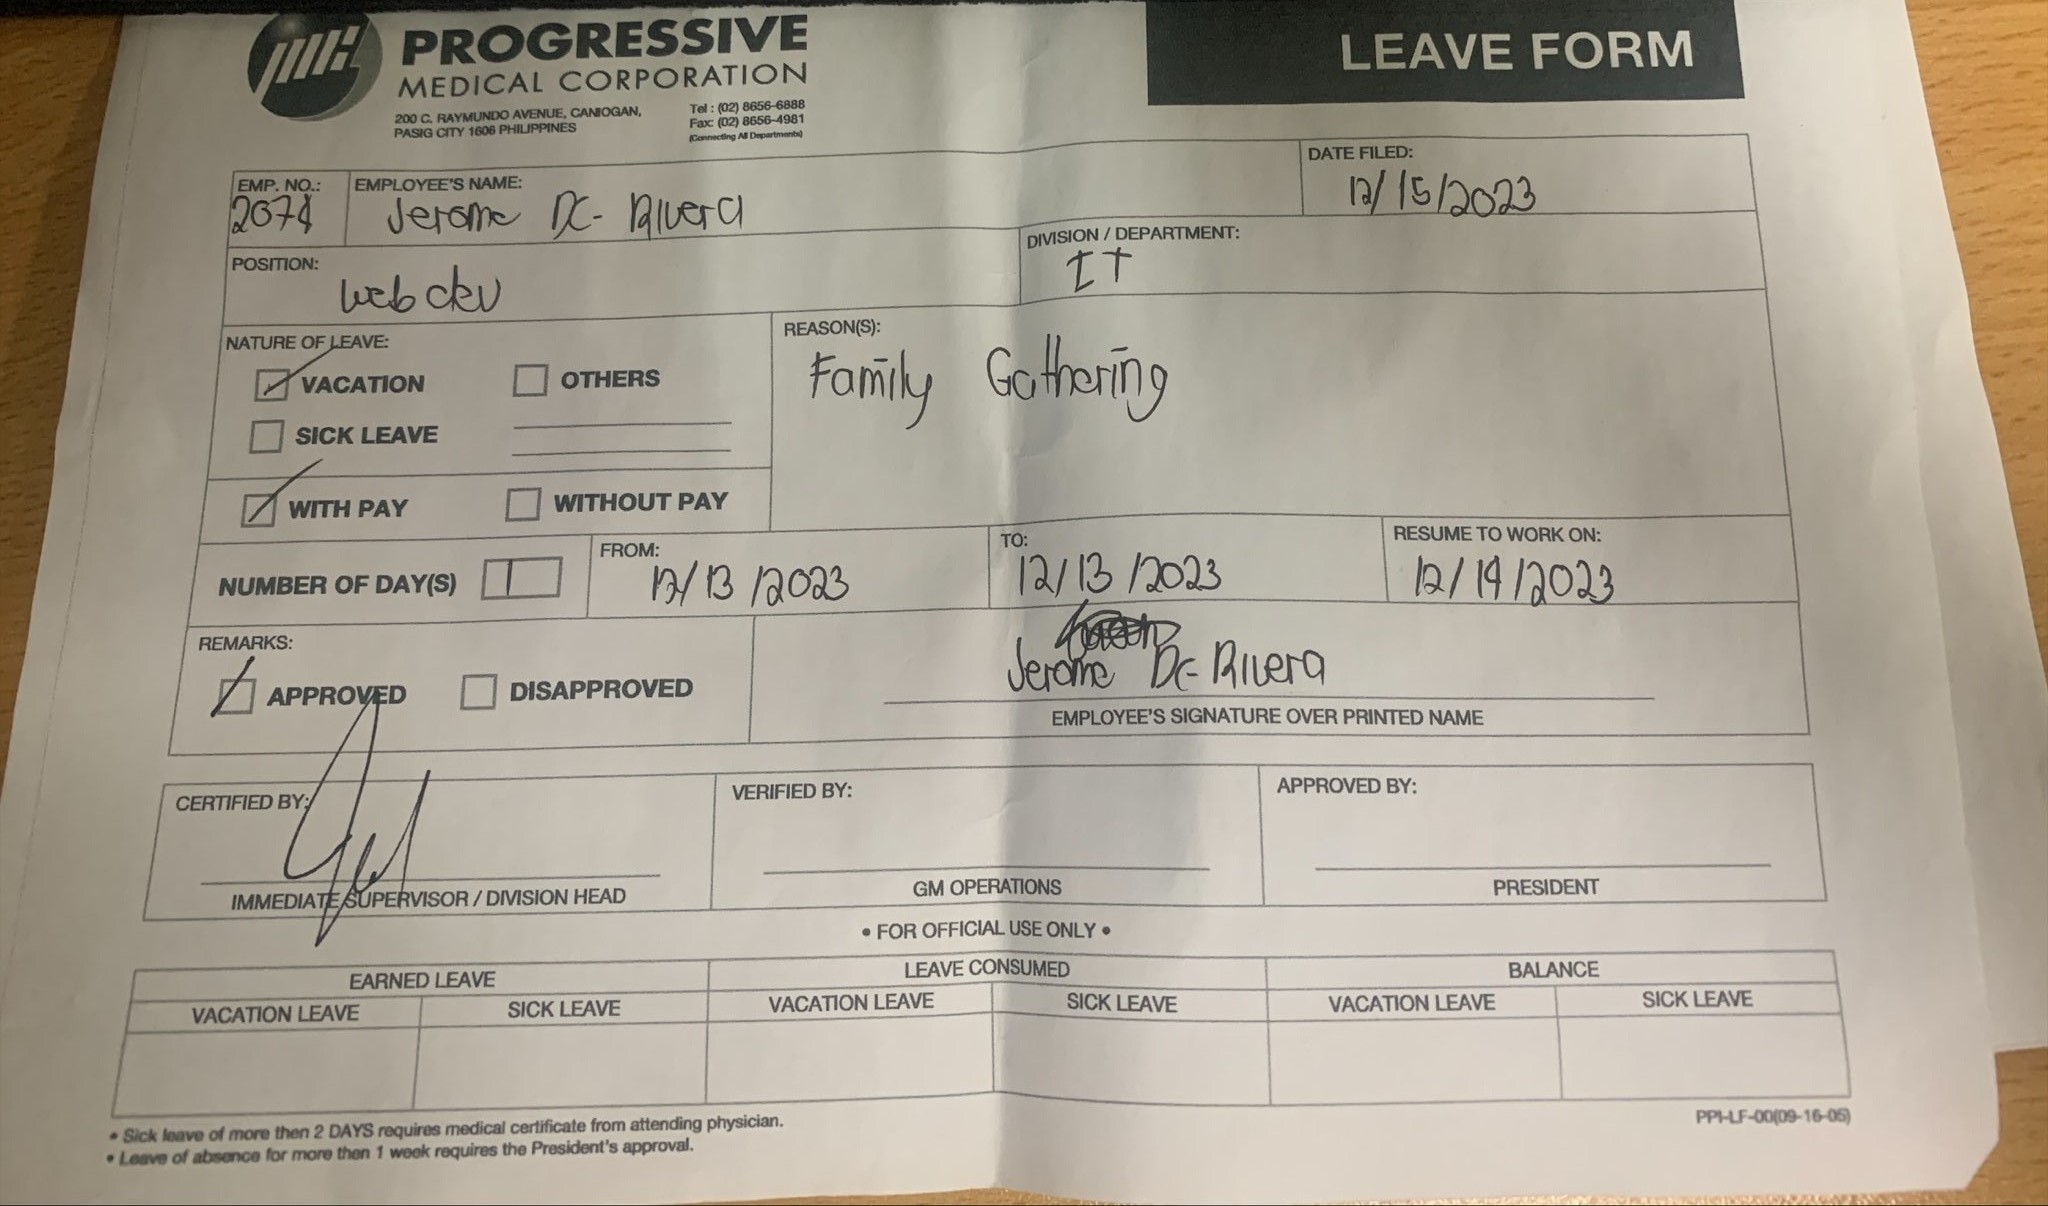 PROGRESSIVE
MEDICAL CORPORATION
200 C. RAYMUNDO AVENUE, CANIOGAN,
PASIG CITY 1606 PHILIPPINES
Tel : (02) 8656-6888
Fax: (02) 8656-4981
(Connecting All Departments)
LEAVE FORM
EMP. NO.:
EMPLOYEE'S NAME:
Jerome DC- Rivera
DATE FILED:
12/15/2023
POSITION:
Web dev
DIVISION / DEPARTMENT:
IT
NATURE OF LEAVE:
VACATION
OTHERS
SICK LEAVE
WITH PAY
WITHOUT PAY
REASON(S):
Family Gathering
NUMBER OF DAY(S)
1
FROM:
12/13/2023
TO:
12/13/2023
RESUME TO WORK ON:
12/14/2023
REMARKS:
APPROVED
DISAPPROVED
Jerome DC- Rivera
EMPLOYEE'S SIGNATURE OVER PRINTED NAME
CERTIFIED BY:
IMMEDIATE SUPERVISOR / DIVISION HEAD
VERIFIED BY:
GM OPERATIONS
APPROVED BY:
PRESIDENT
• FOR OFFICIAL USE ONLY •
EARNED LEAVE
LEAVE CONSUMED
BALANCE
VACATION LEAVE
SICK LEAVE
VACATION LEAVE
SICK LEAVE
VACATION LEAVE
SICK LEAVE
• Sick leave of more then 2 DAYS requires medical certificate from attending physician.
• Leave of absence for more then 1 week requires the President's approval.
PPI-LF-00(09-16-05)